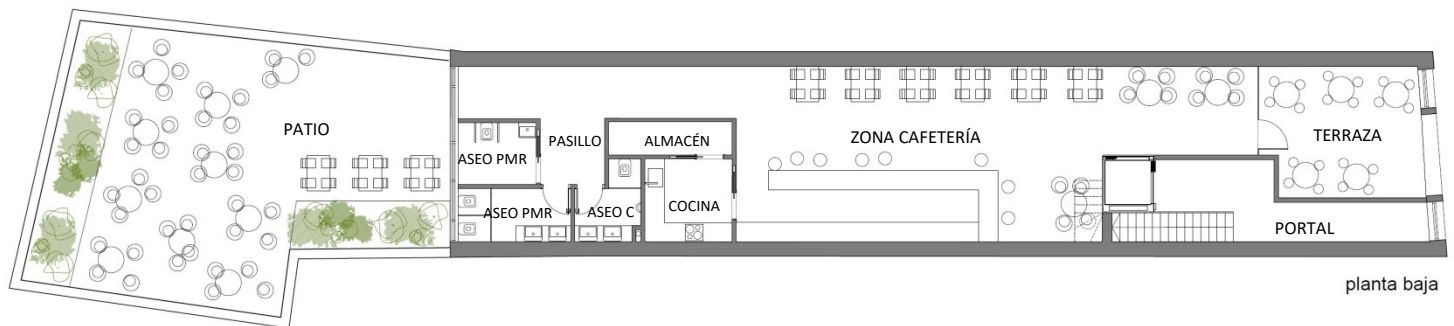 PATIO
ASEO PMR
PASILLO
ALMACÉN
ZONA CAFETERÍA
TERRAZA
ASEO PMR
ASEO C
COCINA
PORTAL
planta baja